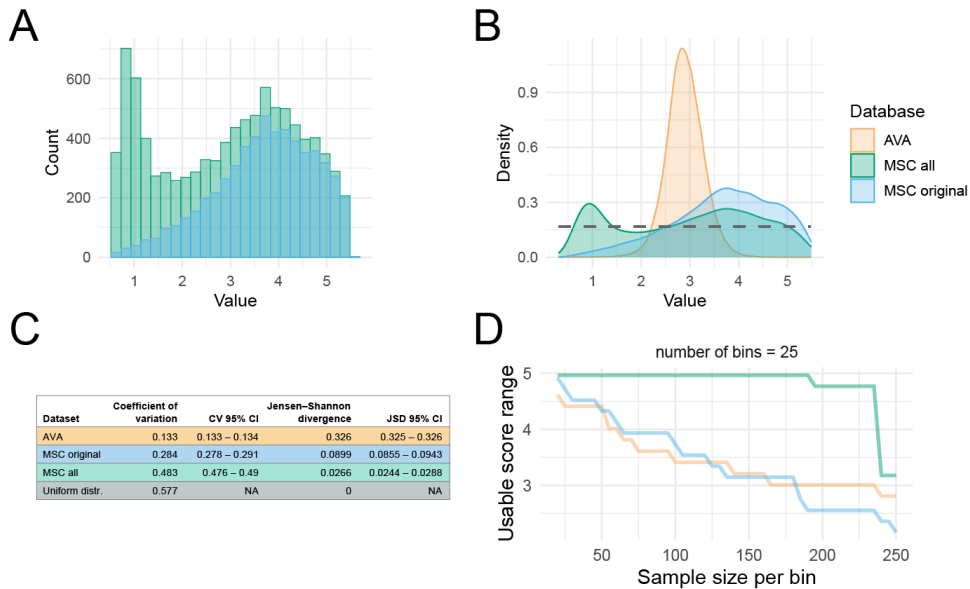 A
600
400
200
0
Count
1 2 3 4 5
Value
B
0.9
0.6
0.3
0.0
Density
1 2 3 4 5
Value
Database
AVA
MSC all
MSC original
C
Dataset Coefficient of variation CV 95% CI Jensen–Shannon divergence JSD 95% CI
AVA 0.133 0.133 – 0.134 0.326 0.325 – 0.326
MSC original 0.284 0.278 – 0.291 0.0899 0.0855 – 0.0943
MSC all 0.483 0.476 – 0.49 0.0266 0.0244 – 0.0288
Uniform distr. 0.577 NA 0 NA
D
number of bins = 25
5
4
3
Usable score range
50 100 150 200 250
Sample size per bin